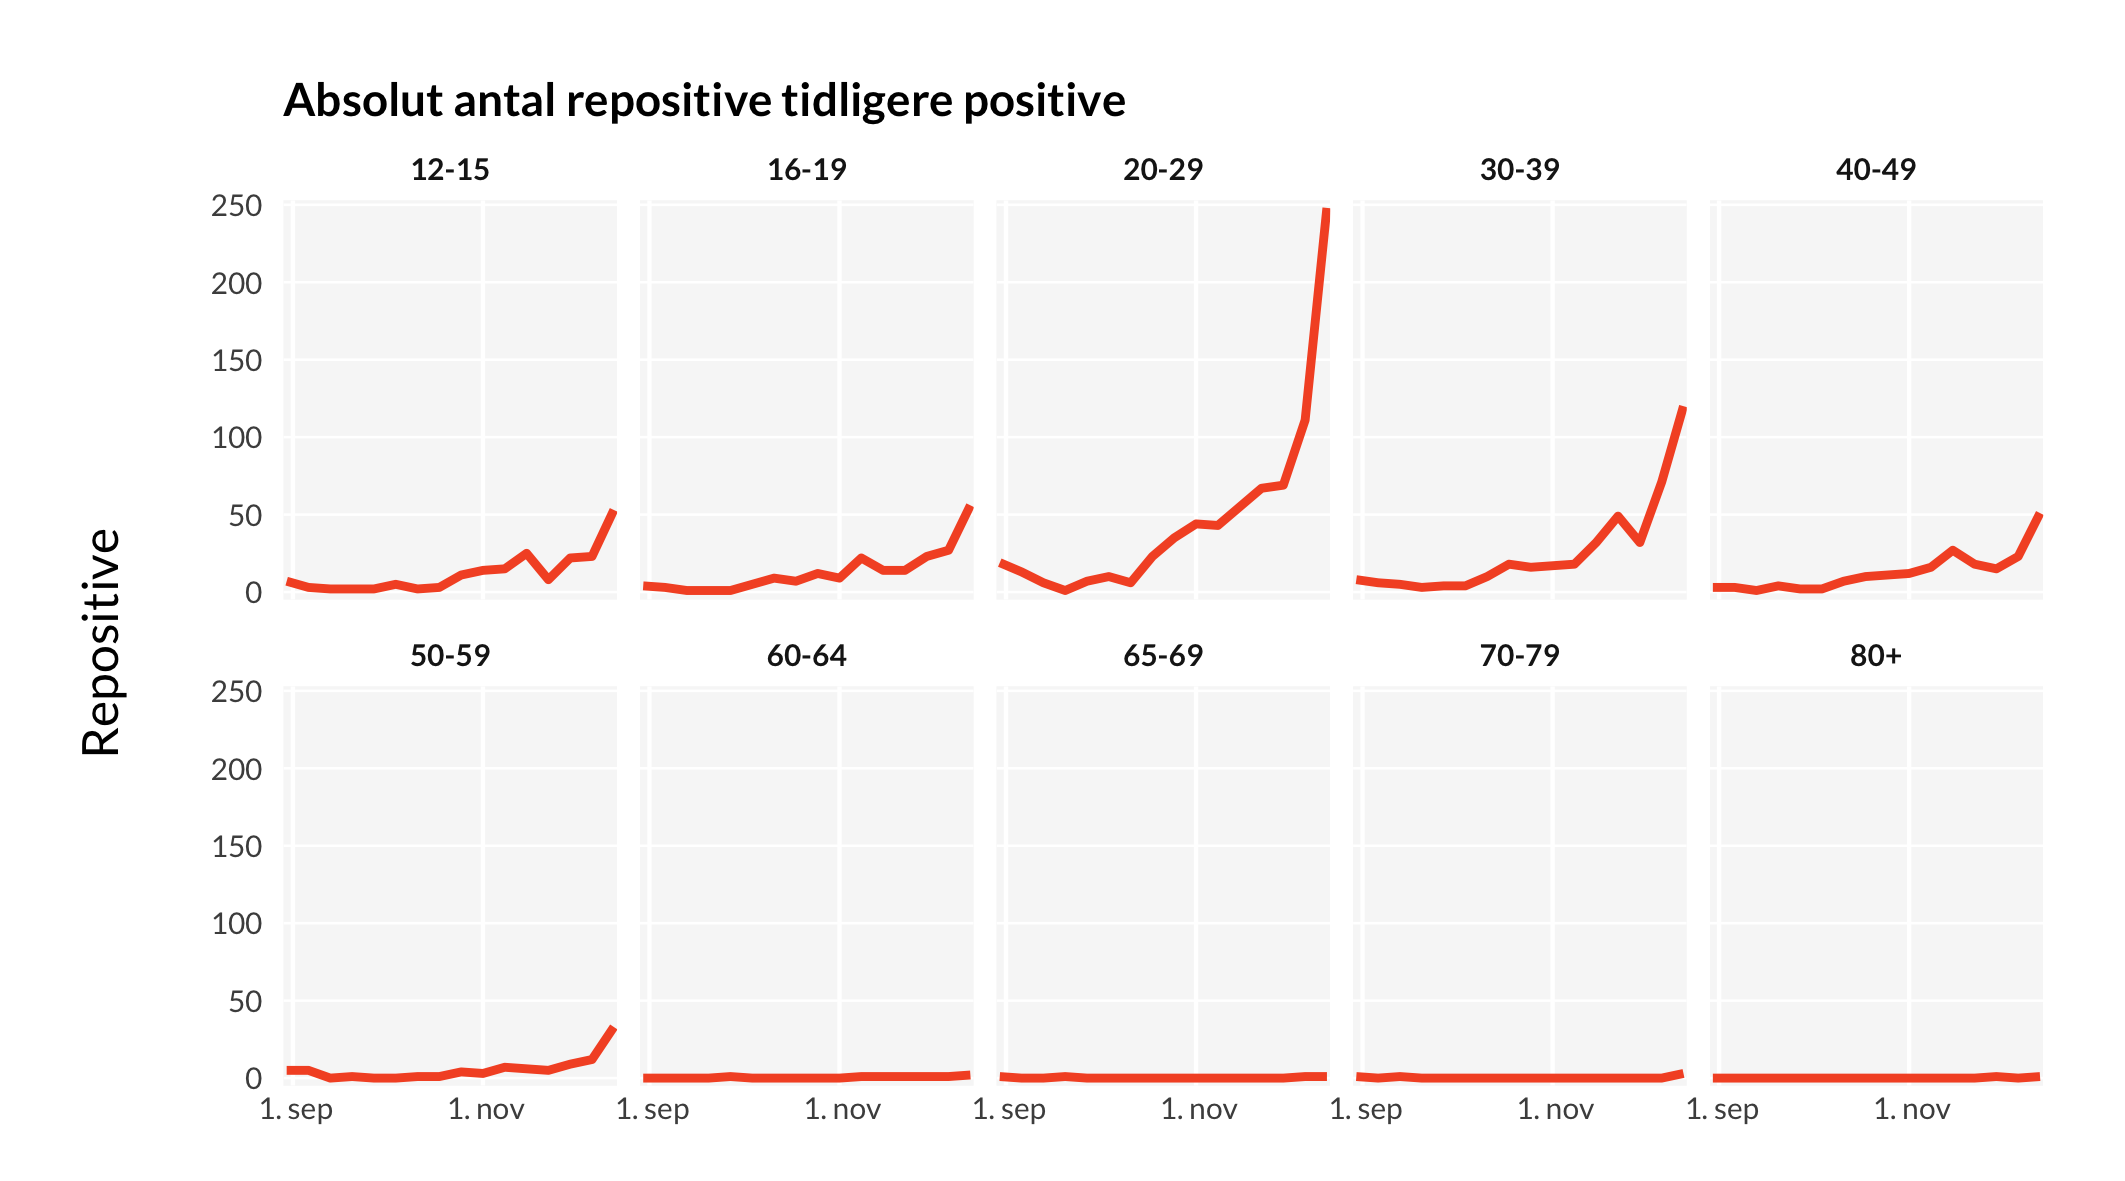 Absolut antal repositive tidligere positive
12-15 16-19 20-29 30-39 40-49
250
200
150
100
50
0
Repositive
50-59 60-64 65-69 70-79 80+
250
200
150
100
50
0
1. sep 1. nov 1. sep 1. nov 1. sep 1. nov 1. sep 1. nov 1. sep 1. nov